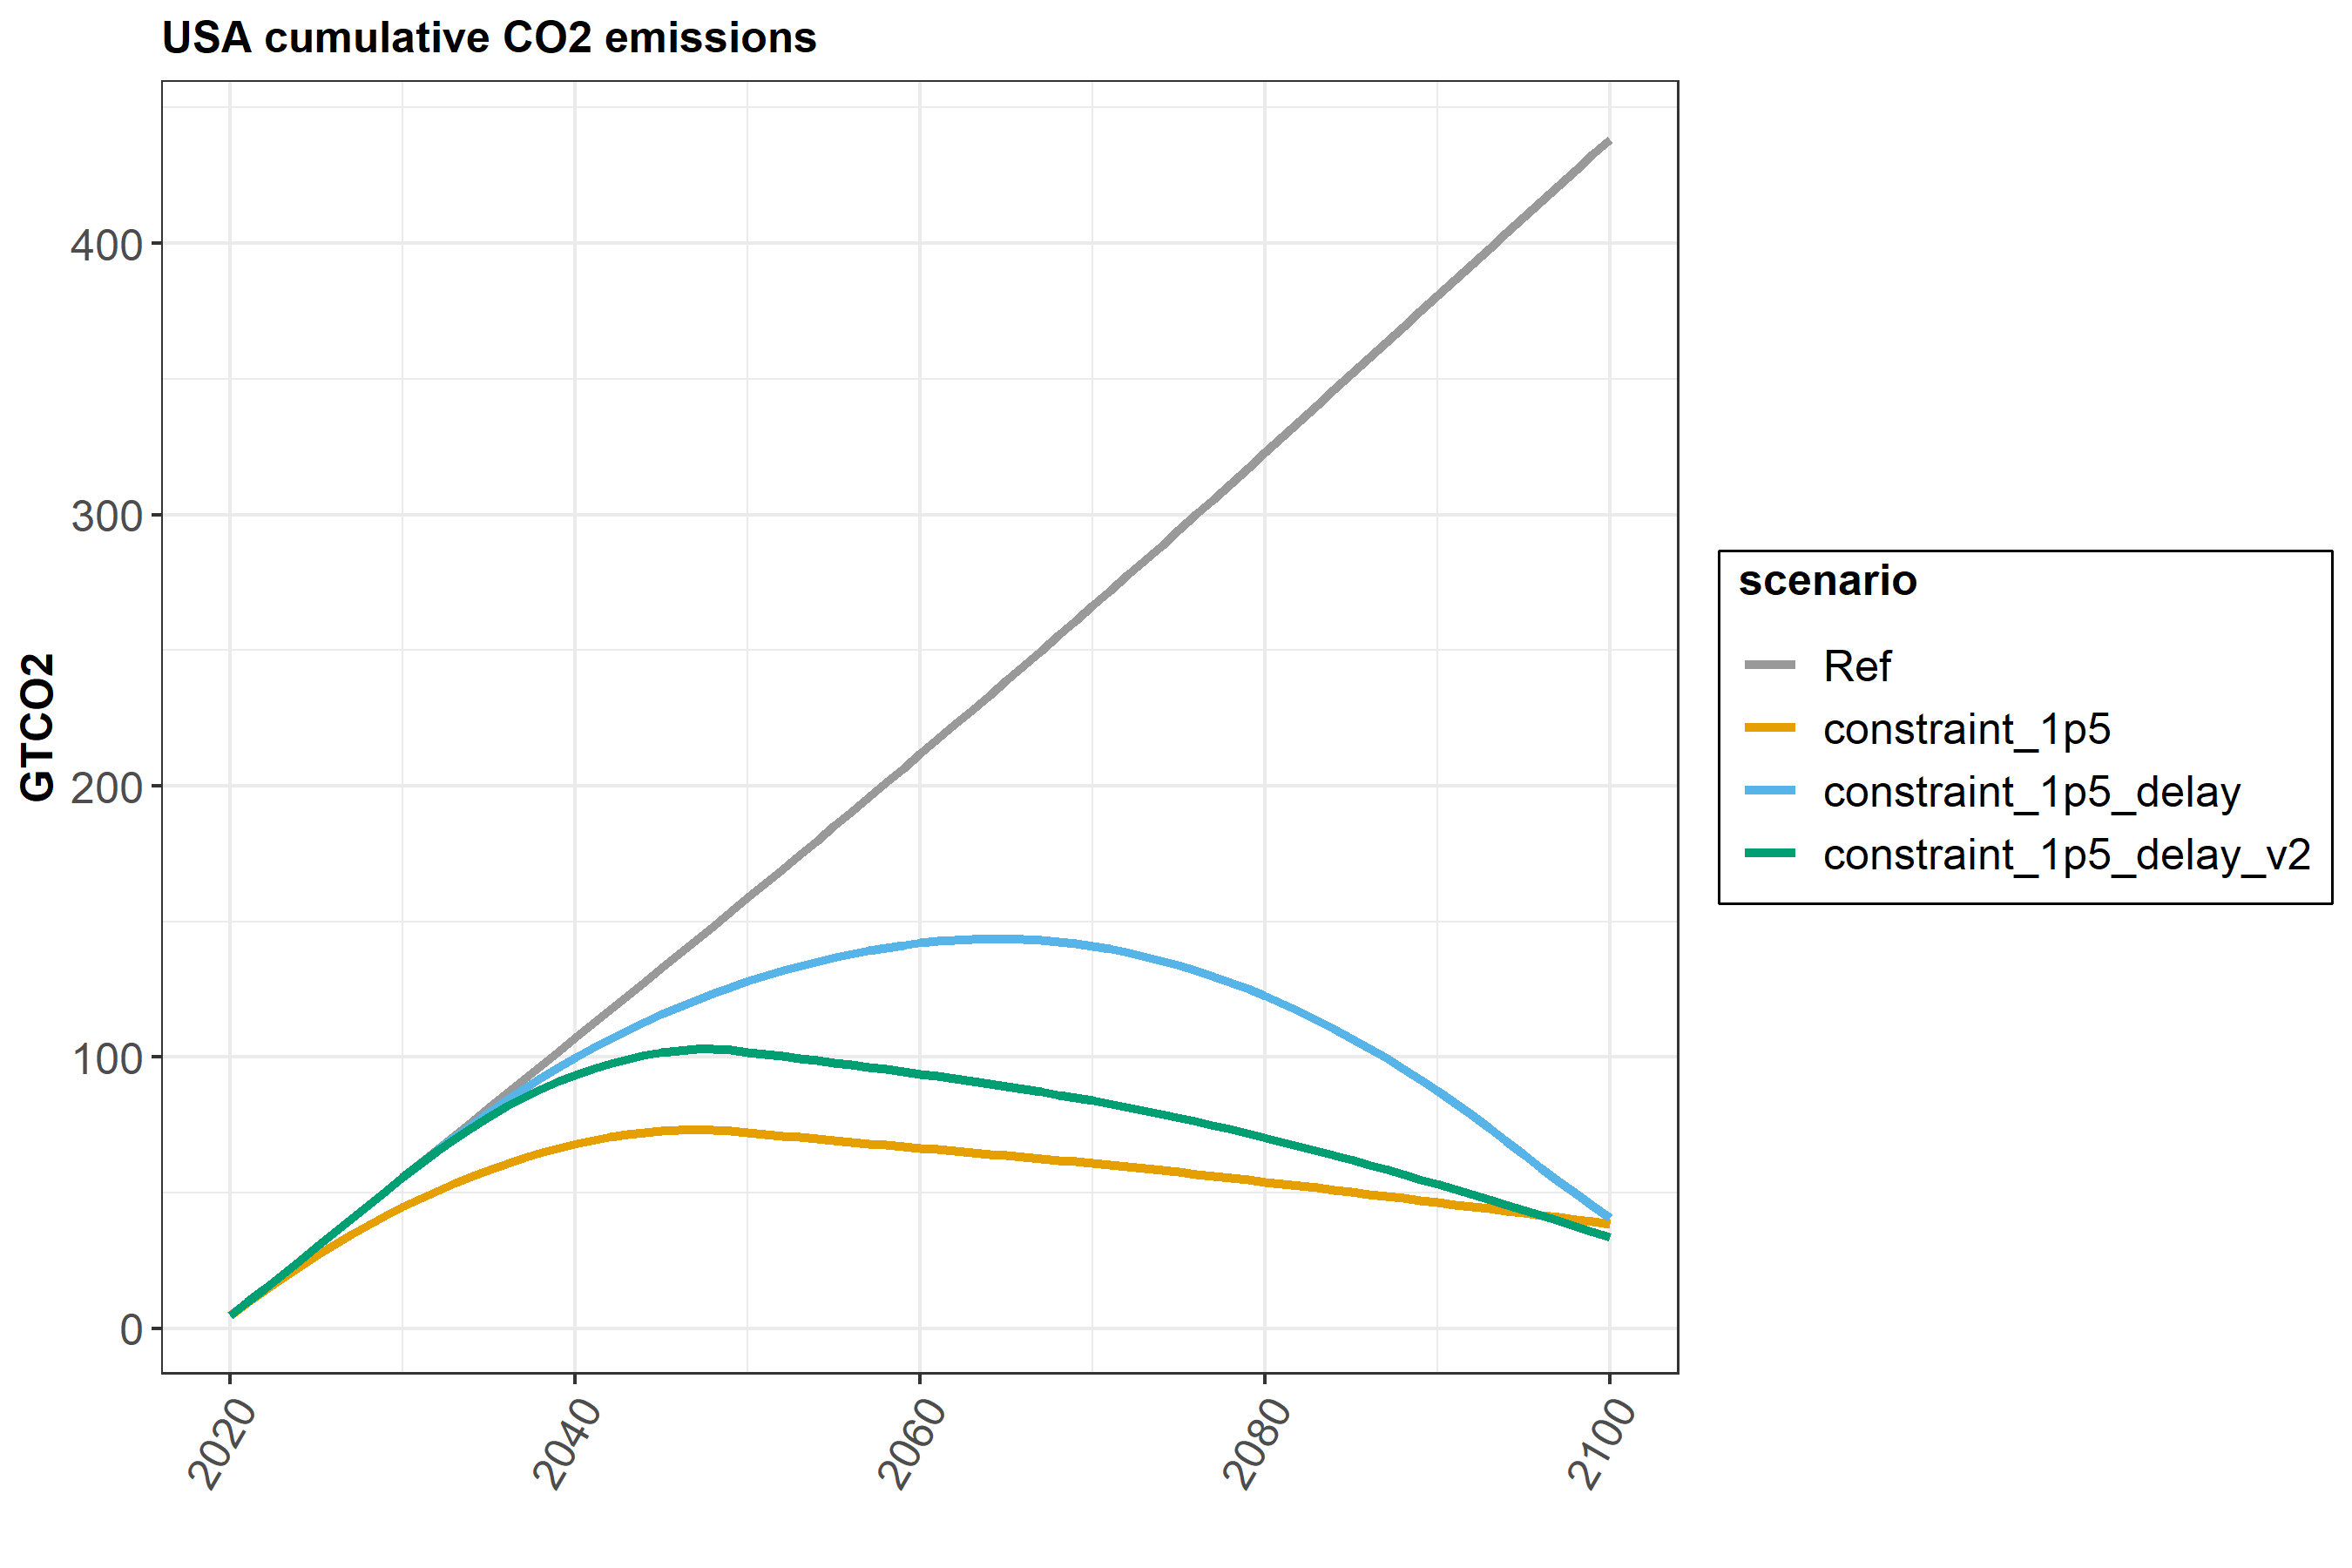 USA cumulative CO2 emissions
GTCO2
400
300
200
100
0
2020
2040
2060
2080
2100
scenario
Ref
constraint_1p5
constraint_1p5_delay
constraint_1p5_delay_v2